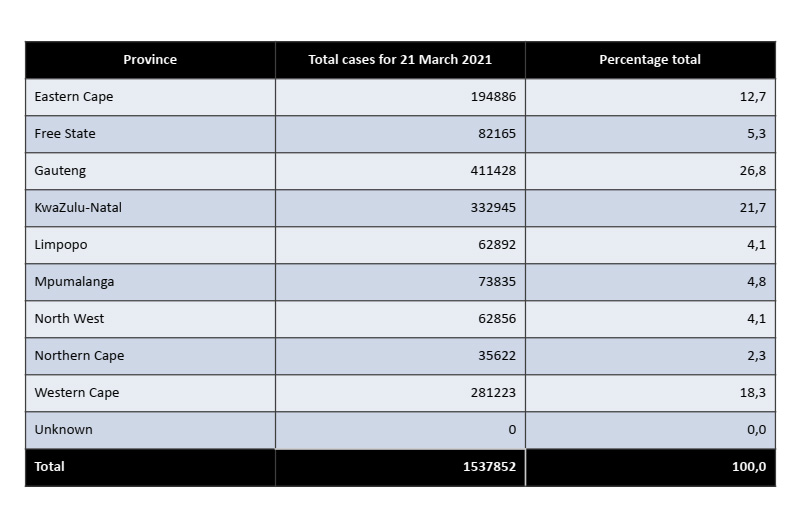 Province Total cases for 21 March 2021 Percentage total
Eastern Cape 194886 12,7
Free State 82165 5,3
Gauteng 411428 26,8
KwaZulu-Natal 332945 21,7
Limpopo 62892 4,1
Mpumalanga 73835 4,8
North West 62856 4,1
Northern Cape 35622 2,3
Western Cape 281223 18,3
Unknown 0 0,0
Total 1537852 100,0